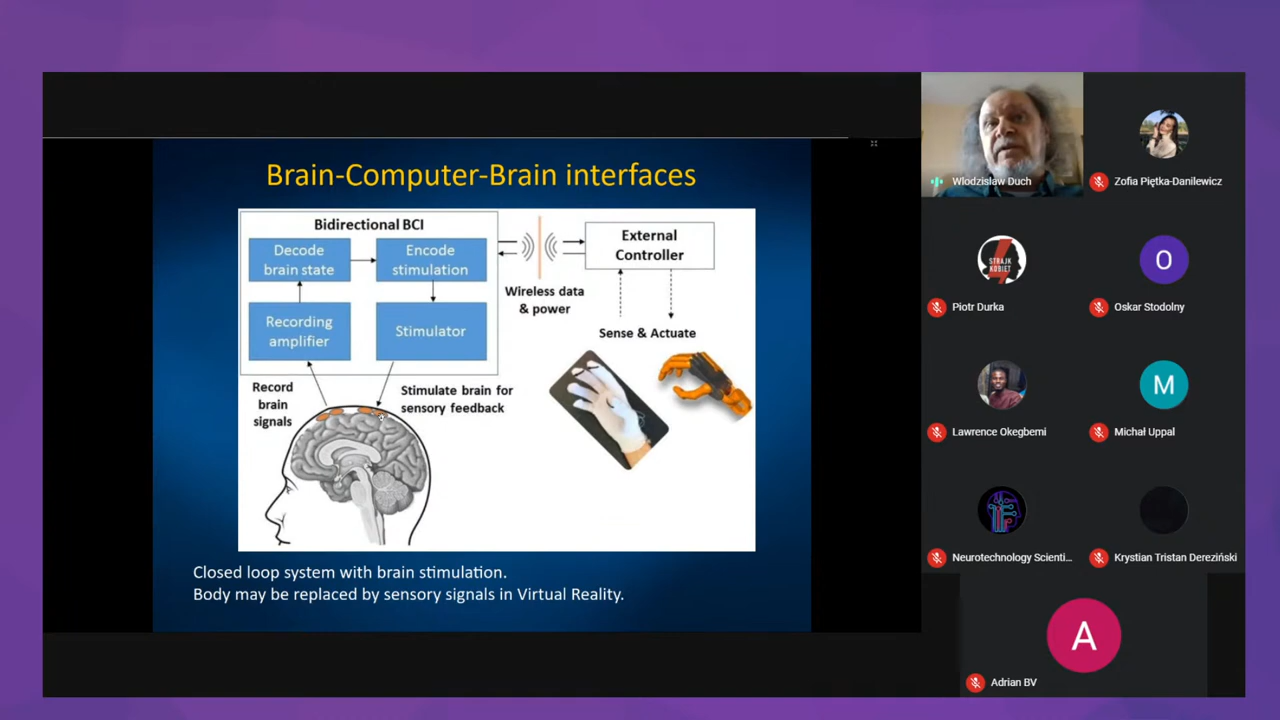 Brain-Computer-Brain interfaces
Bidirectional BCI
Decode
brain state
Encode
stimulation
Recording
amplifier
Stimulator
Wireless data
& power
External
Controller
Sense & Actuate
Record
brain
signals
Stimulate brain for
sensory feedback
Closed loop system with brain stimulation.
Body may be replaced by sensory signals in Virtual Reality.
Wlodzislaw Duch
Zofia Piętka-Danilewicz
STRAJK
KOBIET
Piotr Durka
O
Oskar Stodolny
Lawrence Okegbemi
M
Michał Uppal
Neurotechnology Scienti...
Krystian Tristan Dereziński
A
Adrian BV